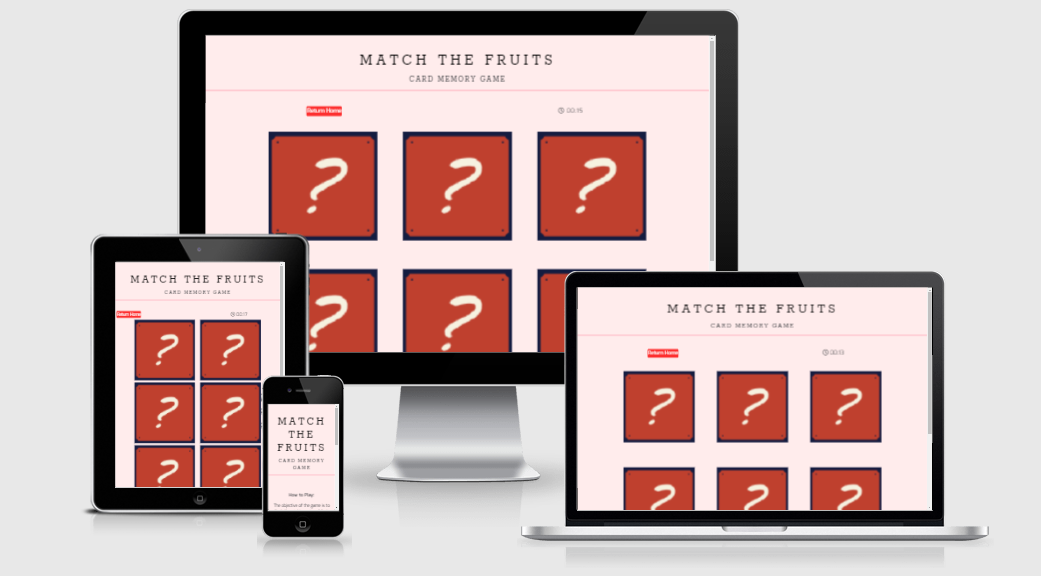 MATCH THE FRUITS
CARD MEMORY GAME
Return Home
00:15
?
?
?
?
?
?
MATCH THE FRUITS
CARD MEMORY GAME
Return Home
00:17
?
?
?
?
?
?
MATCH
THE
FRUITS
CARD MEMORY
GAME
How to Play:
The objective of the game is to
MATCH THE FRUITS
CARD MEMORY GAME
Return Home
00:13
?
?
?
?
?
?